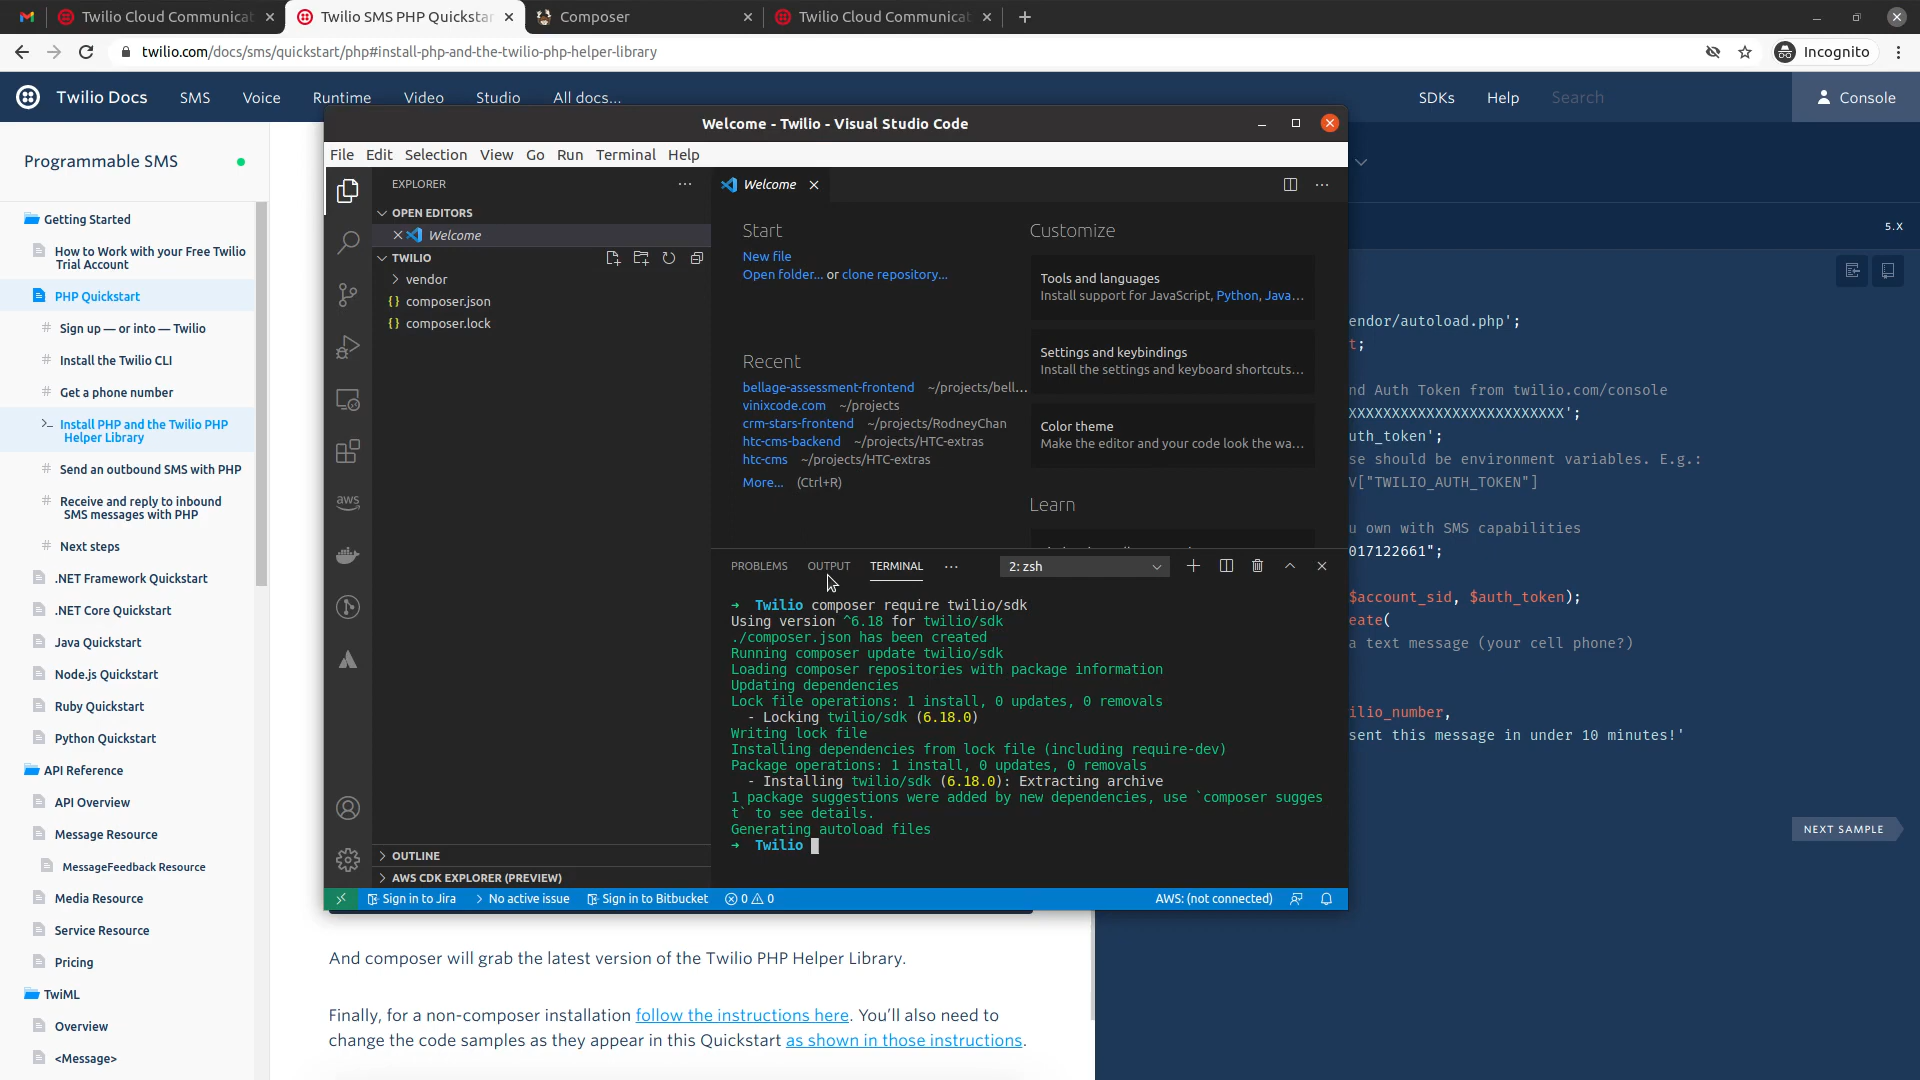 Twilio Cloud Communicat
Twilio SMS PHP Quickstar
Composer
Twilio Cloud Communicat
twilio.com/docs/sms/quickstart/php#install-php-and-the-twilio-php-helper-library
Incognito
Twilio Docs
SMS
Voice
Runtime
Video
Studio
All docs...
SDKs
Help
Search
Console
Programmable SMS
Getting Started
How to Work with your Free Twilio
Trial Account
PHP Quickstart
# Sign up — or into — Twilio
# Install the Twilio CLI
# Get a phone number
>_ Install PHP and the Twilio PHP
Helper Library
# Send an outbound SMS with PHP
# Receive and reply to inbound
SMS messages with PHP
# Next steps
.NET Framework Quickstart
.NET Core Quickstart
Java Quickstart
Node.js Quickstart
Ruby Quickstart
Python Quickstart
API Reference
API Overview
Message Resource
MessageFeedback Resource
Media Resource
Service Resource
Pricing
TwiML
Overview
<Message>
Welcome - Twilio - Visual Studio Code
File Edit Selection View Go Run Terminal Help
EXPLORER
OPEN EDITORS
Welcome
TWILIO
vendor
{} composer.json
{} composer.lock
OUTLINE
AWS CDK EXPLORER (PREVIEW)
aws
Welcome
Start
New file
Open folder... or clone repository...
Recent
bellage-assessment-frontend ~/projects/bell...
vinixcode.com ~/projects
crm-stars-frontend ~/projects/RodneyChan
htc-cms-backend ~/projects/HTC-extras
htc-cms ~/projects/HTC-extras
More... (Ctrl+R)
Customize
Tools and languages
Install support for JavaScript, Python, Java...
Settings and keybindings
Install the settings and keyboard shortcuts...
Color theme
Make the editor and your code look the wa...
Learn
PROBLEMS OUTPUT TERMINAL ... 2: zsh
→ Twilio composer require twilio/sdk
Using version ^6.18 for twilio/sdk
./composer.json has been created
Running composer update twilio/sdk
Loading composer repositories with package information
Updating dependencies
Lock file operations: 1 install, 0 updates, 0 removals
- Locking twilio/sdk (6.18.0)
Writing lock file
Installing dependencies from lock file (including require-dev)
Package operations: 1 install, 0 updates, 0 removals
- Installing twilio/sdk (6.18.0): Extracting archive
1 package suggestions were added by new dependencies, use `composer sugges
t` to see details.
Generating autoload files
→ Twilio
Sign in to Jira
No active issue
Sign in to Bitbucket
0 0
AWS: (not connected)
5.X
endor/autoload.php';
t;
nd Auth Token from twilio.com/console
XXXXXXXXXXXXXXXXXXXXXXXXX';
uth_token';
se should be environment variables. E.g.:
V["TWILIO_AUTH_TOKEN"]
u own with SMS capabilities
017122661";
$account_sid, $auth_token);
eate(
a text message (your cell phone?)
ilio_number,
sent this message in under 10 minutes!'
NEXT SAMPLE
And composer will grab the latest version of the Twilio PHP Helper Library.
Finally, for a non-composer installation follow the instructions here. You'll also need to
change the code samples as they appear in this Quickstart as shown in those instructions.